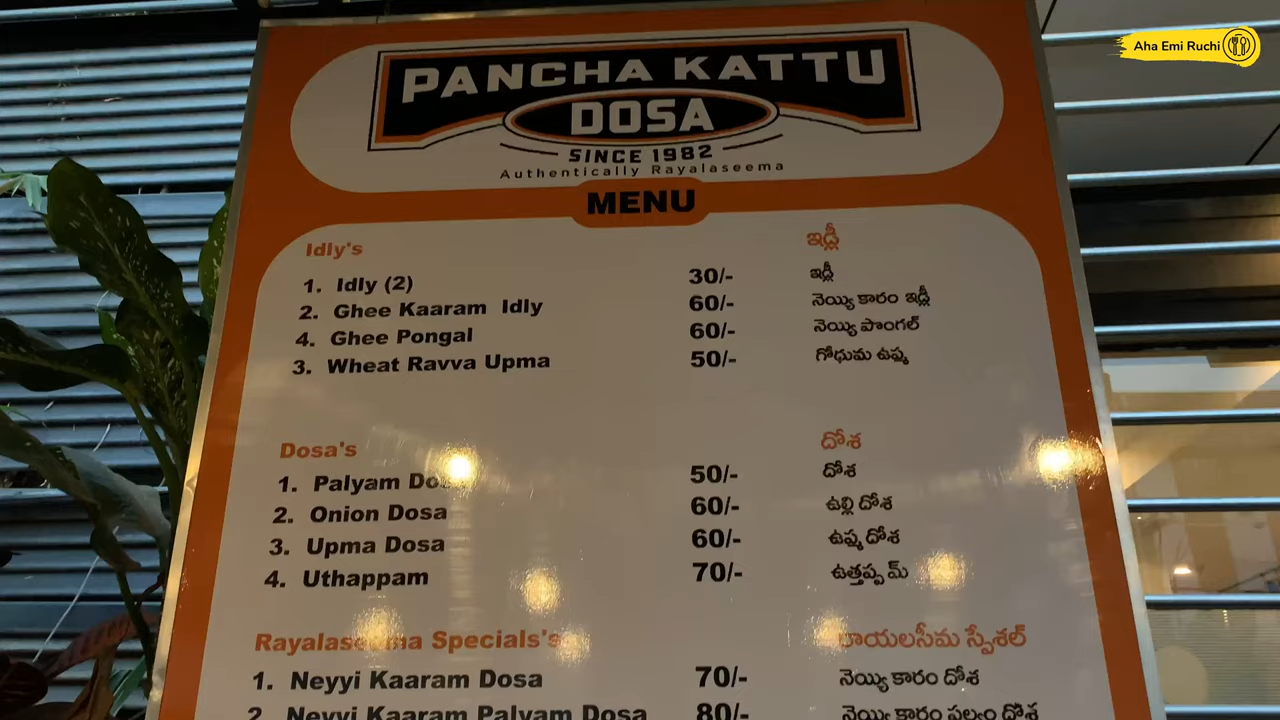 Aha Emi Ruchi
PANCHA KATTU
DOSA
SINCE 1982
Authentically Rayalaseema
MENU
Idly's ఇడ్లీ
1. Idly (2) 30/- ఇడ్లీ
2. Ghee Kaaram Idly 60/- నెయ్యి కారం ఇడ్లీ
4. Ghee Pongal 60/- నెయ్యి పొంగల్
3. Wheat Ravva Upma 50/- గోధుమ ఉప్మ
Dosa's దోశ
1. Palyam 50/- దోశ
2. Onion Dosa 60/- ఉల్లి దోశ
3. Upma Dosa 60/- ఉప్మ దోశ
4. Uthappam 70/- ఉత్తప్పమ్
Rayalaseema Specials's రాయలసీమ స్పేశల్
1. Neyyi Kaaram Dosa 70/- నెయ్యి కారం దోశ
2. Neyyi Kaaram Palyam Dosa 80/- నెయ్యి కారం పల్యం దోశ